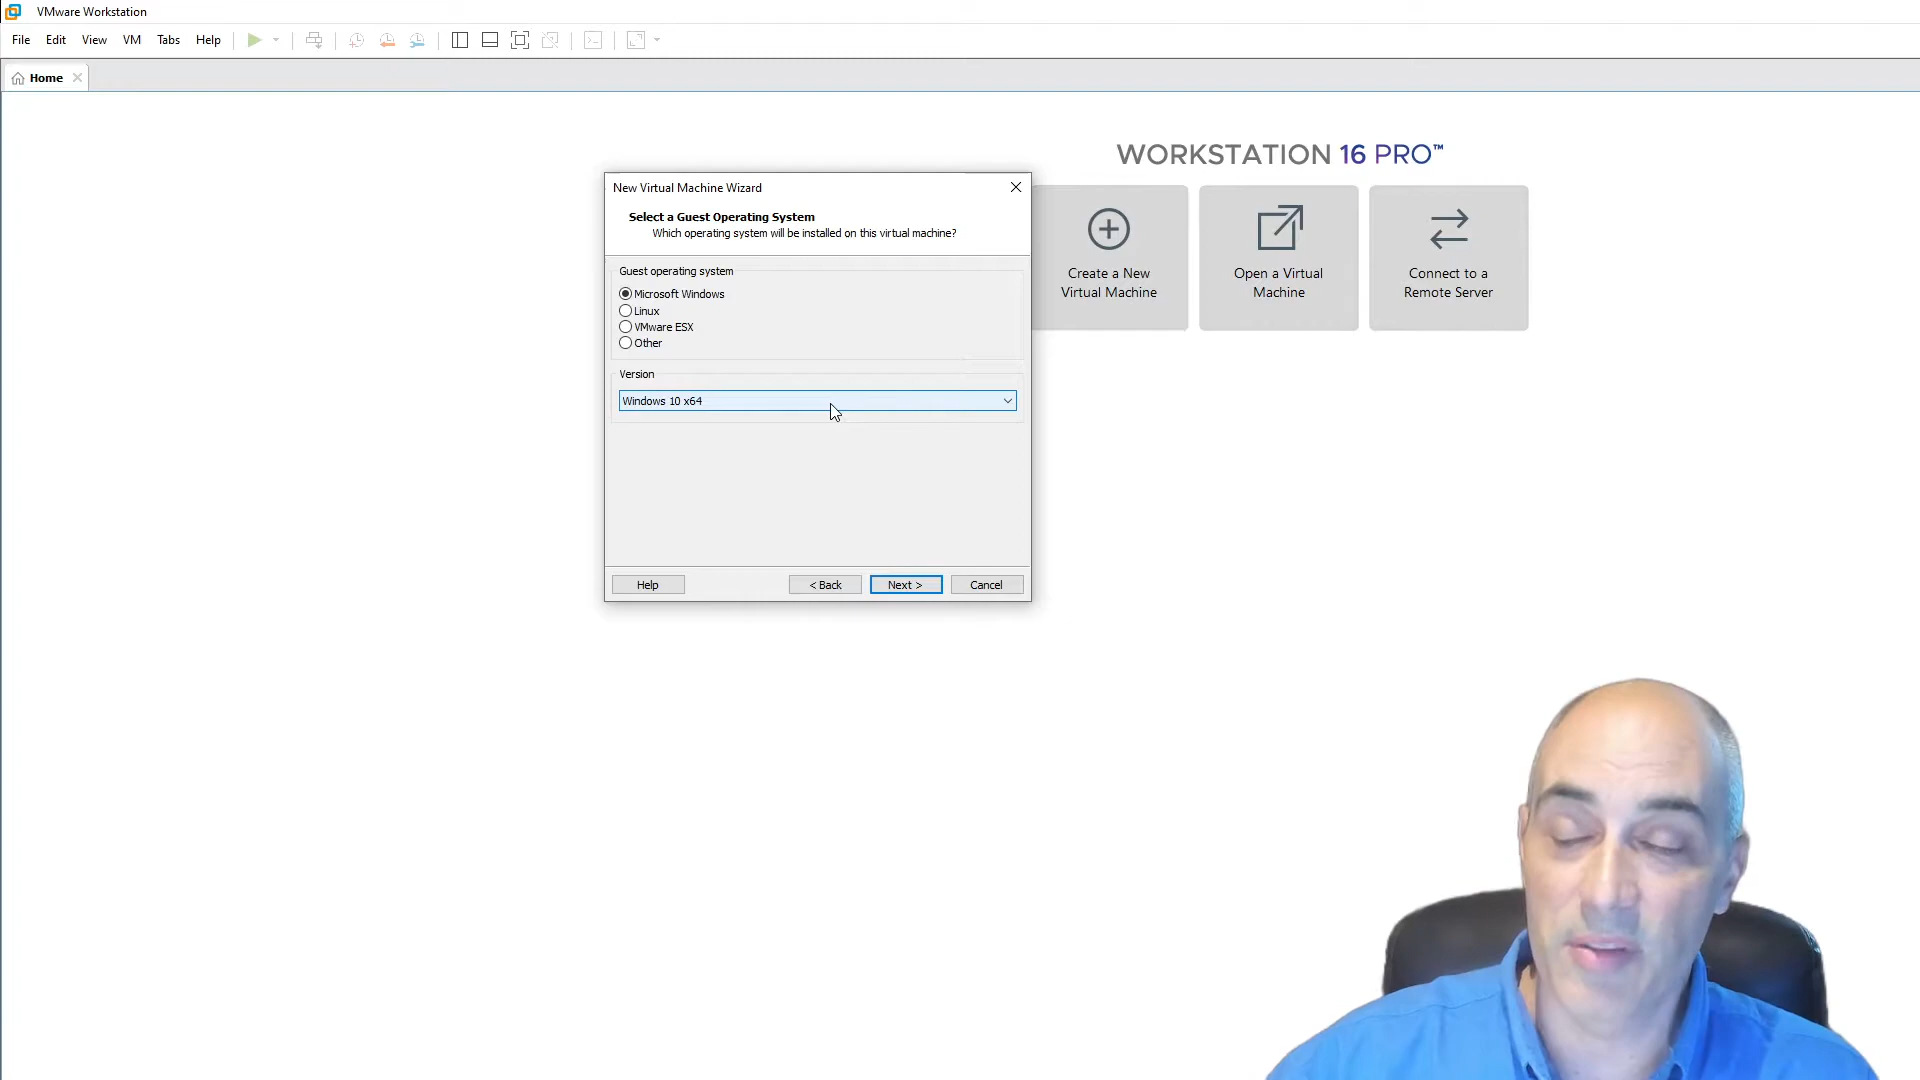 VMware Workstation
File Edit View VM Tabs Help
Home
WORKSTATION 16 PRO™
Create a New
Virtual Machine
Open a Virtual
Machine
Connect to a
Remote Server
New Virtual Machine Wizard
Select a Guest Operating System
Which operating system will be installed on this virtual machine?
Guest operating system
Microsoft Windows
Linux
VMware ESX
Other
Version
Windows 10 x64
Help < Back Next > Cancel